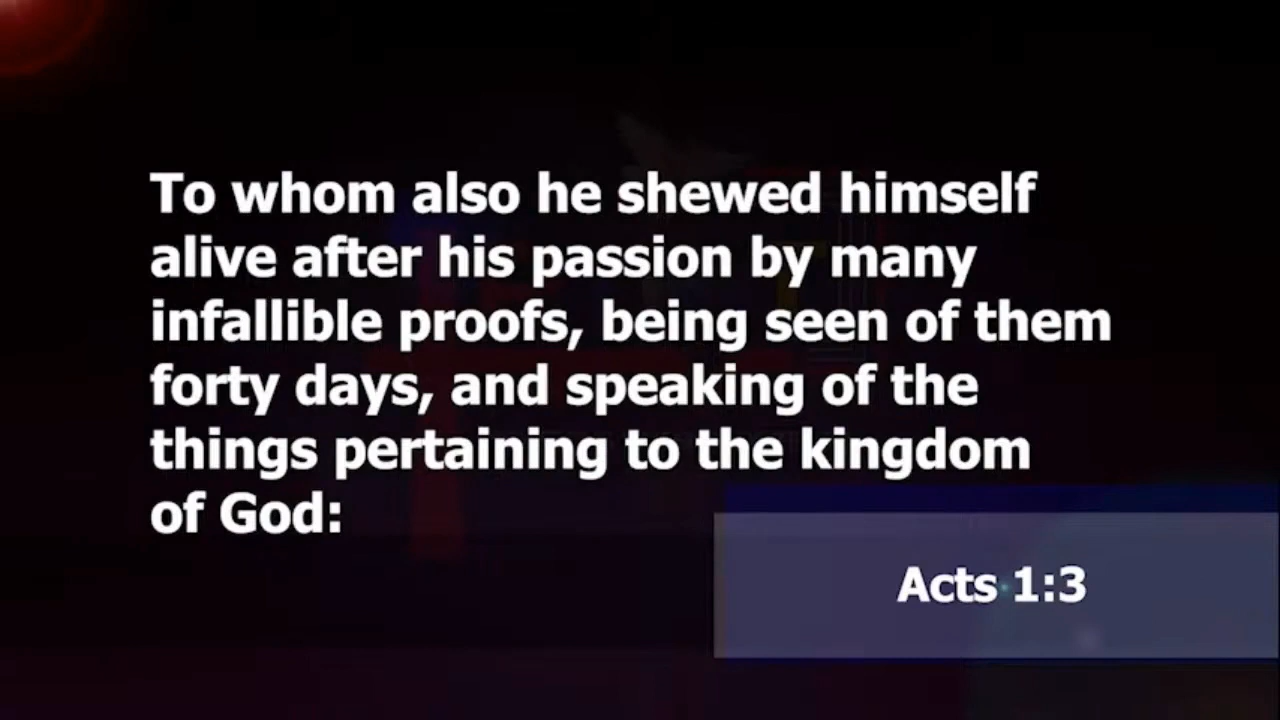 To whom also he shewed himself
alive after his passion by many
infallible proofs, being seen of them
forty days, and speaking of the
things pertaining to the kingdom
of God:
Acts 1:3